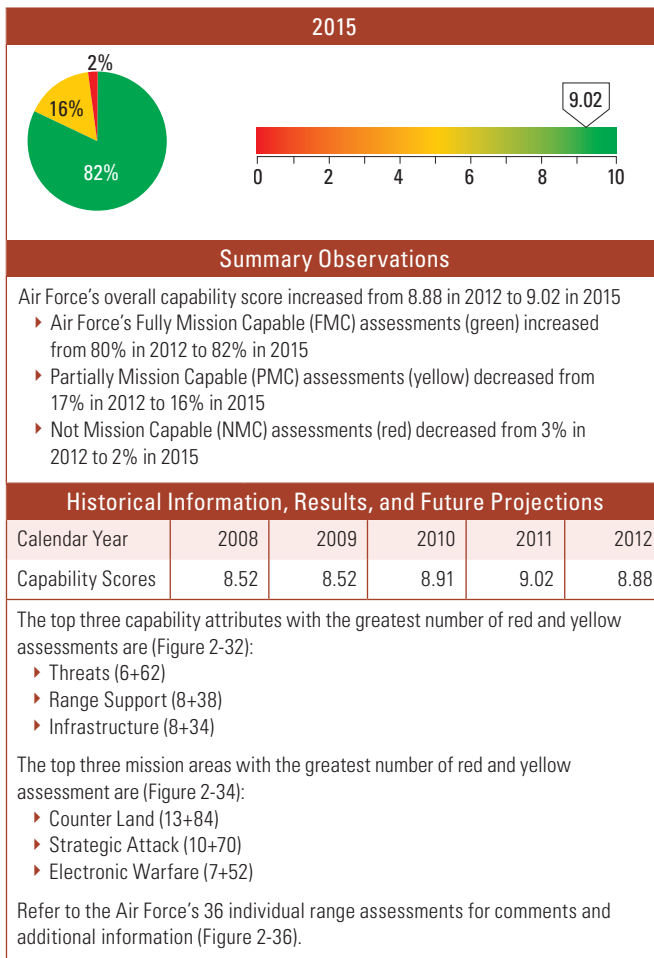 2015
2%
16%
82%
9.02
0 2 4 6 8 10
Summary Observations
Air Force's overall capability score increased from 8.88 in 2012 to 9.02 in 2015
▸ Air Force's Fully Mission Capable (FMC) assessments (green) increased
from 80% in 2012 to 82% in 2015
▸ Partially Mission Capable (PMC) assessments (yellow) decreased from
17% in 2012 to 16% in 2015
▸ Not Mission Capable (NMC) assessments (red) decreased from 3% in
2012 to 2% in 2015
Historical Information, Results, and Future Projections
Calendar Year 2008 2009 2010 2011 2012
Capability Scores 8.52 8.52 8.91 9.02 8.88
The top three capability attributes with the greatest number of red and yellow
assessments are (Figure 2-32):
▸ Threats (6+62)
▸ Range Support (8+38)
▸ Infrastructure (8+34)
The top three mission areas with the greatest number of red and yellow
assessment are (Figure 2-34):
▸ Counter Land (13+84)
▸ Strategic Attack (10+70)
▸ Electronic Warfare (7+52)
Refer to the Air Force's 36 individual range assessments for comments and
additional information (Figure 2-36).